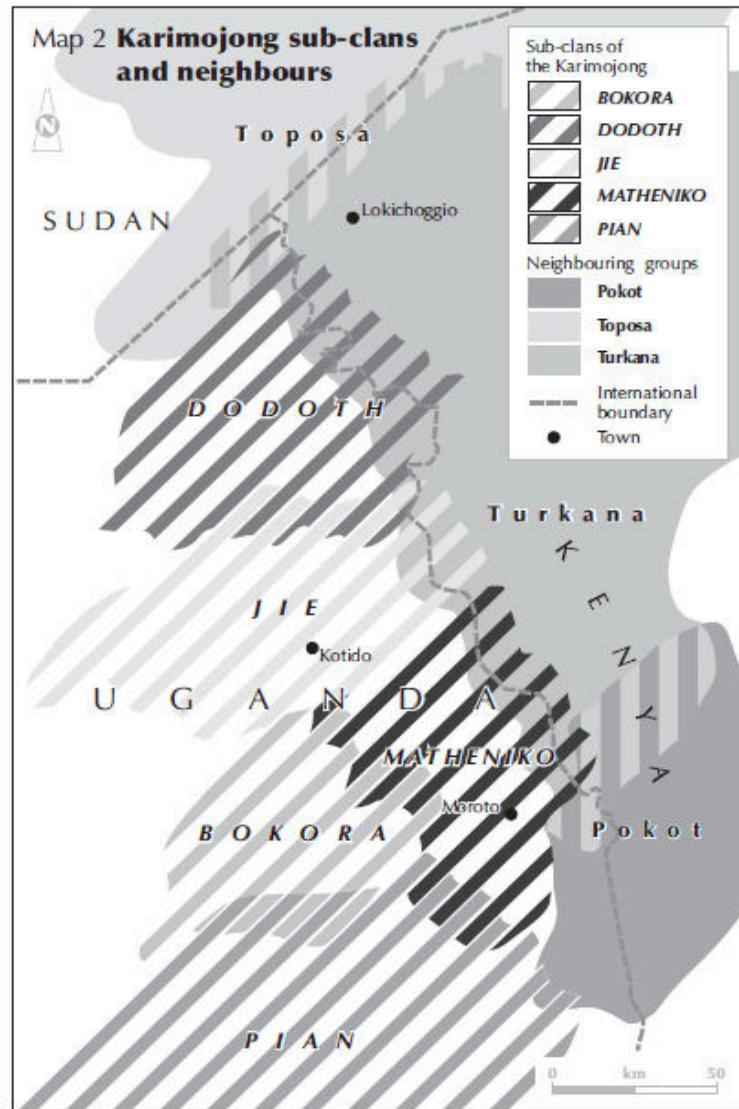 Map 2 Karimojong sub-clans
and neighbours
N
Sub-clans of
the Karimojong
BOKORA
DODOTH
JIE
MATHENIKO
PIAN
Neighbouring groups
Pokot
Toposa
Turkana
International
boundary
Town
Toposa
Lokichoggio
SUDAN
DODOTH
Turkana
KENYA
JIE
Kotido
UGANDA
MATHENIKO
Moroto
BOKORA
Pokot
PIAN
0 km 50